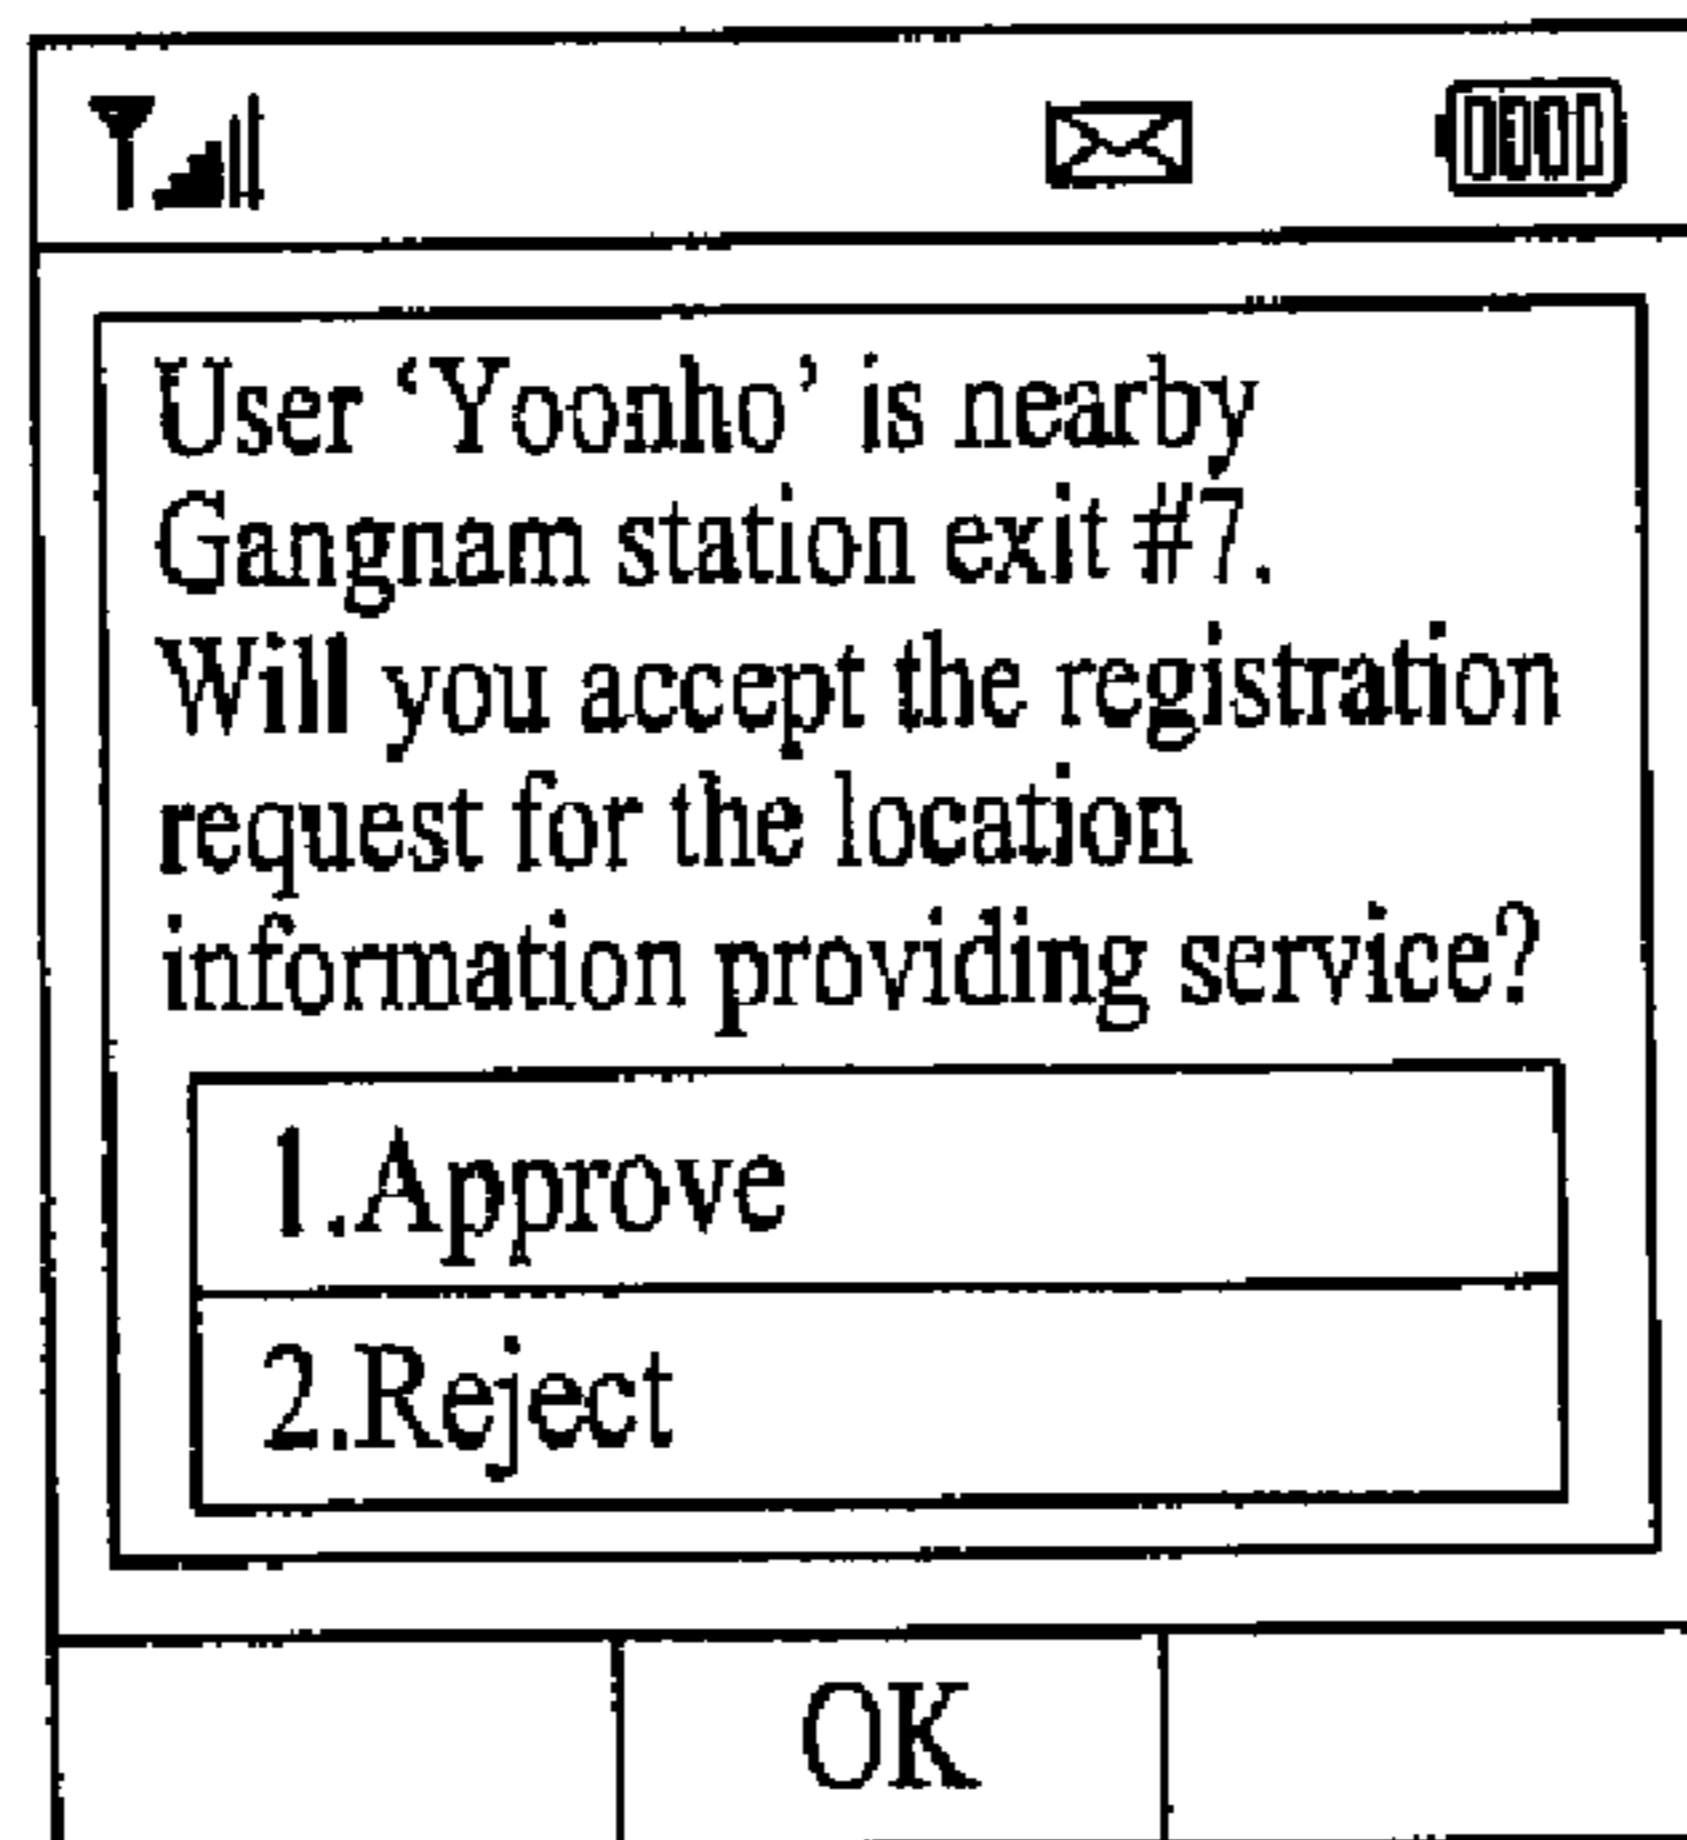 User ‘Yoonho’ is nearby
Gangnam station exit #7.
Will you accept the registration
request for the location
information providing service?
1.Approve
2.Reject
OK